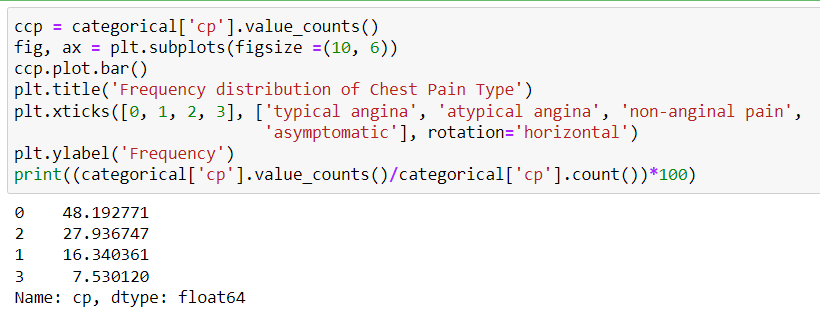 ccp = categorical['cp'].value_counts()
fig, ax = plt.subplots(figsize =(10, 6))
ccp.plot.bar()
plt.title('Frequency distribution of Chest Pain Type')
plt.xticks([0, 1, 2, 3], ['typical angina', 'atypical angina', 'non-anginal pain',
                          'asymptomatic'], rotation='horizontal')
plt.ylabel('Frequency')
print((categorical['cp'].value_counts()/categorical['cp'].count())*100)
0    48.192771
2    27.936747
1    16.340361
3     7.530120
Name: cp, dtype: float64